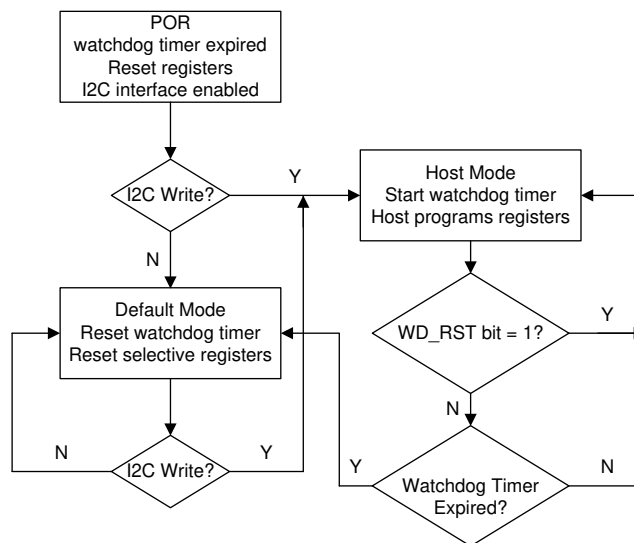 POR
watchdog timer expired
Reset registers
I2C interface enabled
I2C Write?
Y
N
Host Mode
Start watchdog timer
Host programs registers
Default Mode
Reset watchdog timer
Reset selective registers
WD_RST bit = 1?
Y
N
I2C Write?
N
Y
Watchdog Timer
Expired?
Y
N